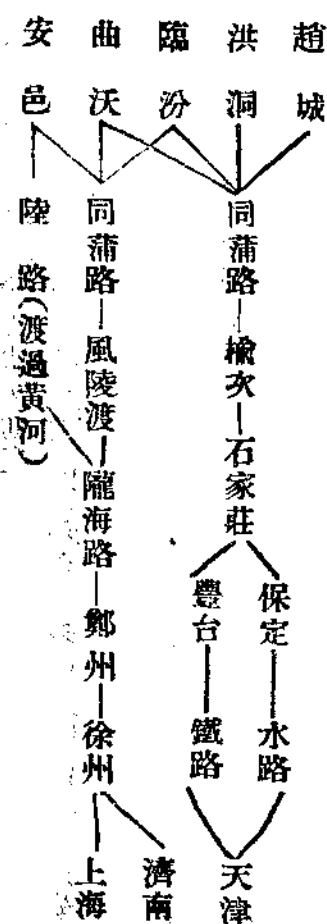 趙城
洪洞
臨汾
曲沃
安邑
同蒲路
榆次
石家莊
保定
水路
豐台
鐵路
天津
同蒲路
風陵渡
隴海路
鄭州
徐州
濟南
上海
陸路(渡過黃河)